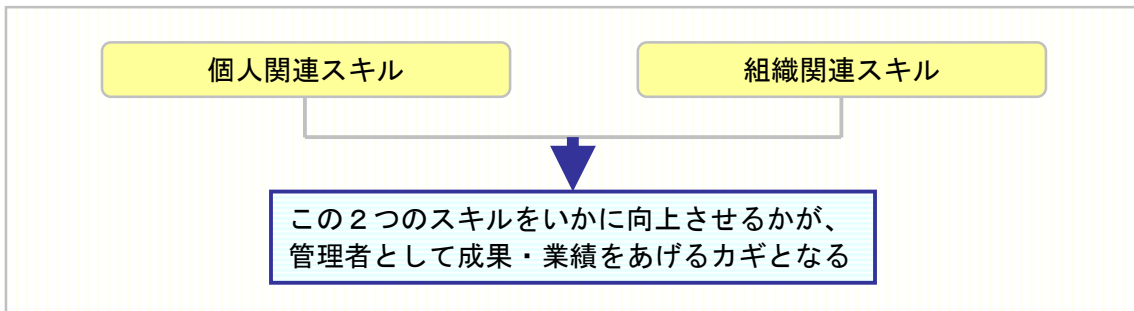 個人関連スキル
組織関連スキル
この２つのスキルをいかに向上させるかが、
管理者として成果・業績をあげるカギとなる